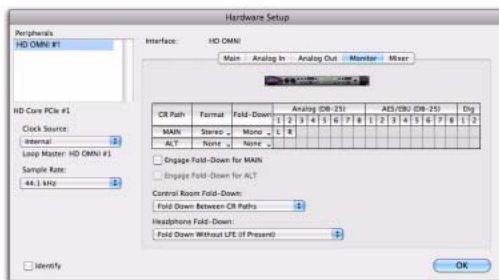 Hardware Setup
Peripherals
HD OMNI #1
Interface: HD OMNI
Main Analog In Analog Out Monitor Mixer
HD Core PCIe #1
Clock Source:
Internal
Loop Master: HD OMNI #1
Sample Rate:
44.1 kHz
Identify
CR Path Format Fold-Down Analog (DB-25) AES/EBU (DB-25) Dig
1 2 3 4 5 6 7 8 1 2 3 4 5 6 7 8 1 2
MAIN Stereo Mono L R
ALT None None
Engage Fold-Down for MAIN
Engage Fold-Down for ALT
Control Room Fold-Down:
Fold Down Between CR Paths
Headphone Fold-Down:
Fold Down Without LFE (If Present)
OK